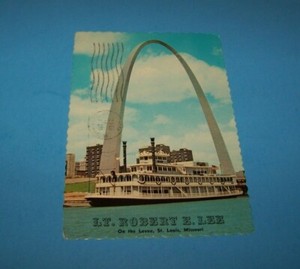 LT. ROBERT E. LEE
On the Levee, St. Louis, Missouri